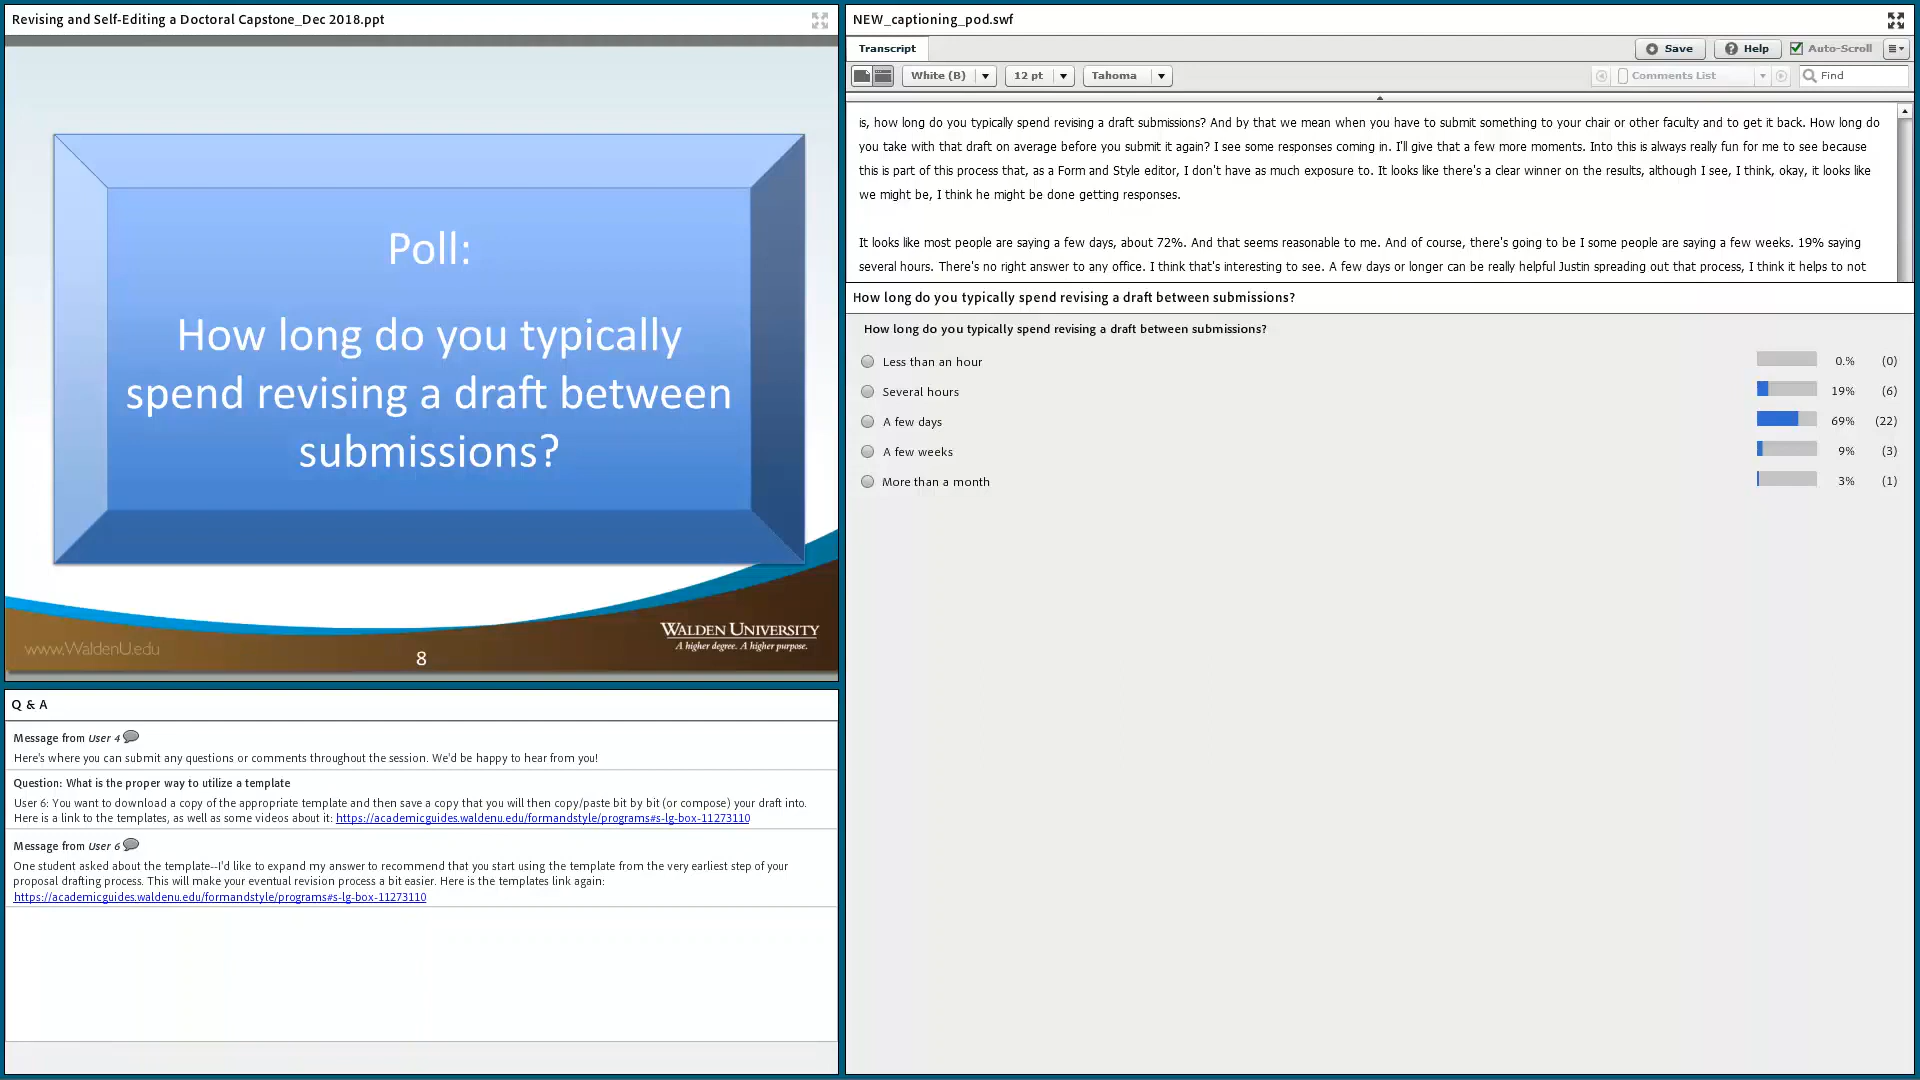 Revising and Self-Editing a Doctoral Capstone_Dec 2018.ppt
Poll:
How long do you typically
spend revising a draft between
submissions?
www.WaldenU.edu
8
WALDEN UNIVERSITY
A higher degree. A higher purpose.
Q & A
Message from User 4
Here's where you can submit any questions or comments throughout the session. We'd be happy to hear from you!
Question: What is the proper way to utilize a template
User 6: You want to download a copy of the appropriate template and then save a copy that you will then copy/paste bit by bit (or compose) your draft into.
Here is a link to the templates, as well as some videos about it: https://academicguides.waldenu.edu/formandstyle/programs#s-lg-box-11273110
Message from User 6
One student asked about the template--I'd like to expand my answer to recommend that you start using the template from the very earliest step of your
proposal drafting process. This will make your eventual revision process a bit easier. Here is the templates link again:
https://academicguides.waldenu.edu/formandstyle/programs#s-lg-box-11273110
NEW_captioning_pod.swf
Transcript
Save
Help
Auto-Scroll
White (B)
12 pt
Tahoma
Comments List
Find
is, how long do you typically spend revising a draft submissions? And by that we mean when you have to submit something to your chair or other faculty and to get it back. How long do
you take with that draft on average before you submit it again? I see some responses coming in. I'll give that a few more moments. Into this is always really fun for me to see because
this is part of this process that, as a Form and Style editor, I don't have as much exposure to. It looks like there's a clear winner on the results, although I see, I think, okay, it looks like
we might be, I think he might be done getting responses.
It looks like most people are saying a few days, about 72%. And that seems reasonable to me. And of course, there's going to be I some people are saying a few weeks. 19% saying
several hours. There's no right answer to any office. I think that's interesting to see. A few days or longer can be really helpful Justin spreading out that process, I think it helps to not
How long do you typically spend revising a draft between submissions?
How long do you typically spend revising a draft between submissions?
Less than an hour 0.% (0)
Several hours 19% (6)
A few days 69% (22)
A few weeks 9% (3)
More than a month 3% (1)